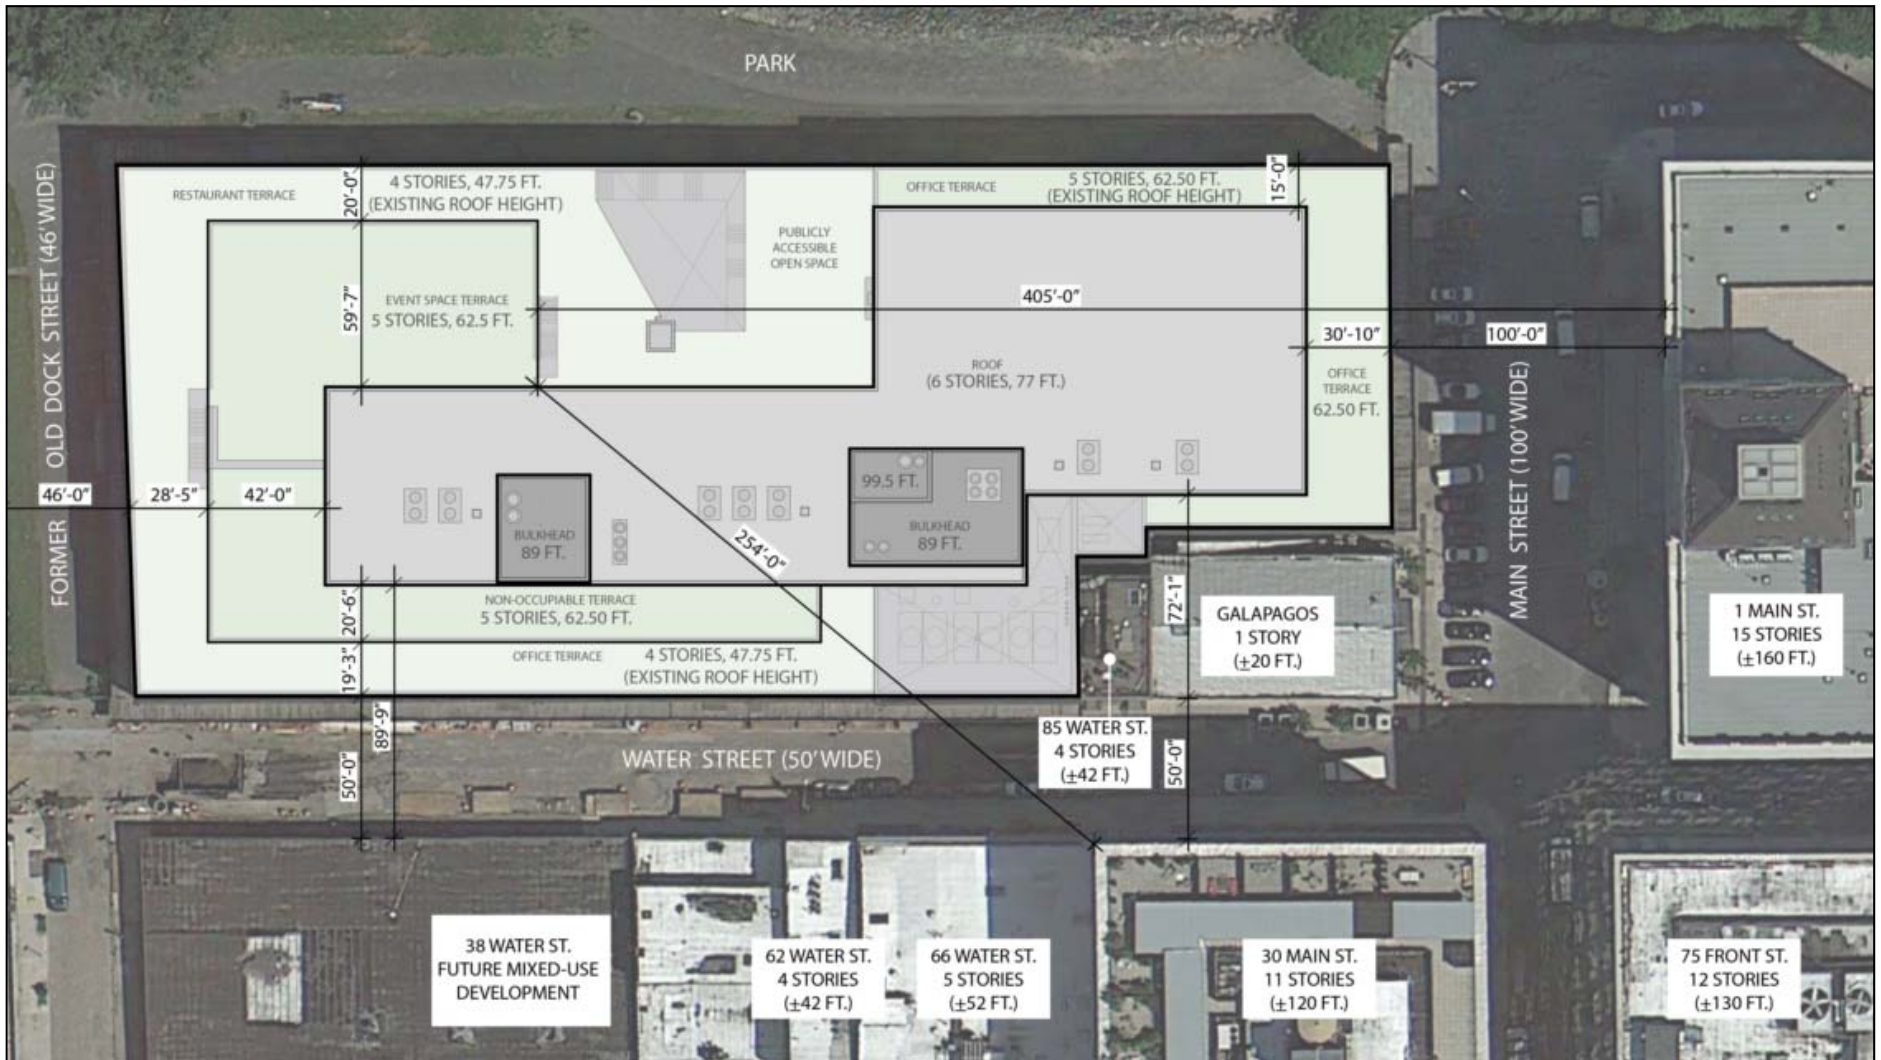 PARK
RESTAURANT TERRACE
4 STORIES, 47.75 FT.
(EXISTING ROOF HEIGHT)
20'-0"
PUBLICLY
ACCESSIBLE
OPEN SPACE
OFFICE TERRACE
5 STORIES, 62.50 FT.
(EXISTING ROOF HEIGHT)
15'-0"
FORMER OLD DOCK STREET (46' WIDE)
59'-7"
EVENT SPACE TERRACE
5 STORIES, 62.5 FT.
405'-0"
30'-10"
100'-0"
ROOF
(6 STORIES, 77 FT.)
OFFICE
TERRACE
62.50 FT.
MAIN STREET (100' WIDE)
46'-0"
28'-5"
42'-0"
BULKHEAD
89 FT.
254'-0"
99.5 FT.
BULKHEAD
89 FT.
20'-6"
NON-OCCUPIABLE TERRACE
5 STORIES, 62.50 FT.
72'-1"
GALAPAGOS
1 STORY
(±20 FT.)
1 MAIN ST.
15 STORIES
(±160 FT.)
19'-3"
OFFICE TERRACE
4 STORIES, 47.75 FT.
(EXISTING ROOF HEIGHT)
89'-9"
50'-0"
WATER STREET (50' WIDE)
85 WATER ST.
4 STORIES
(±42 FT.)
50'-0"
38 WATER ST.
FUTURE MIXED-USE
DEVELOPMENT
62 WATER ST.
4 STORIES
(±42 FT.)
66 WATER ST.
5 STORIES
(±52 FT.)
30 MAIN ST.
11 STORIES
(±120 FT.)
75 FRONT ST.
12 STORIES
(±130 FT.)